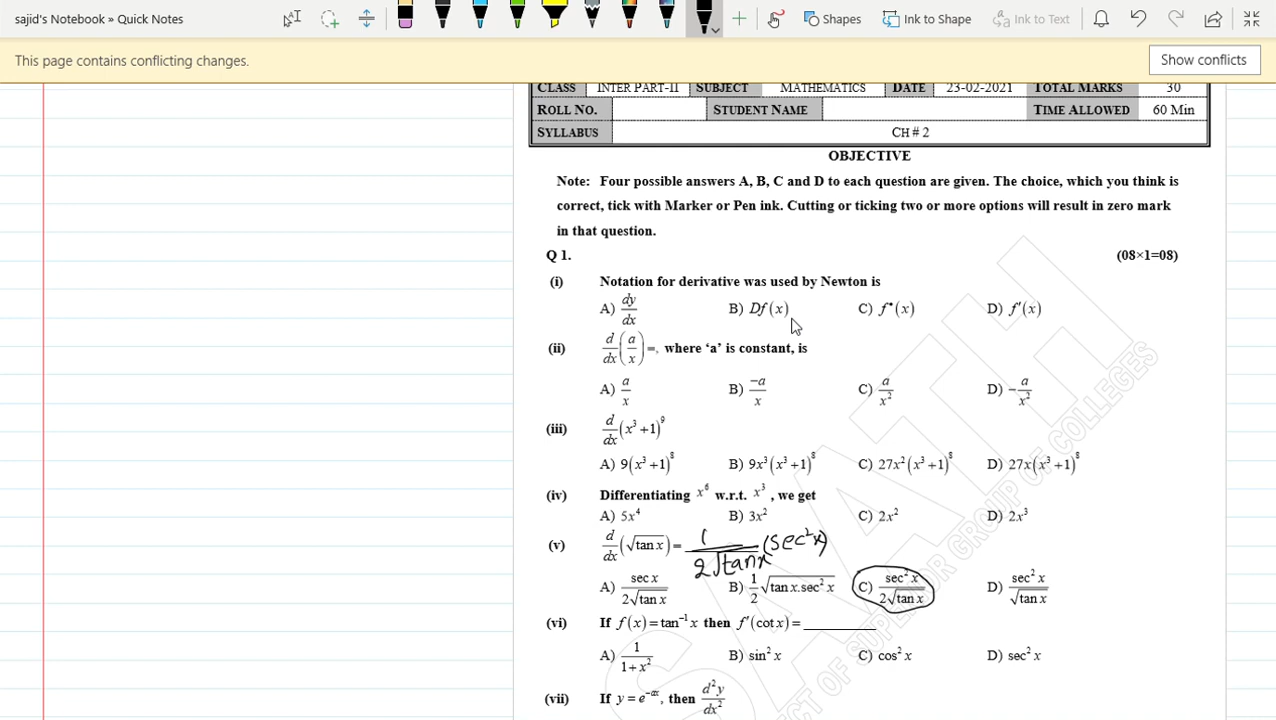 sajid's Notebook » Quick Notes
Shapes
Ink to Shape
Ink to Text
This page contains conflicting changes.
Show conflicts
CLASS INTER PART-II SUBJECT MATHEMATICS DATE 23-02-2021 TOTAL MARKS 30
ROLL NO. STUDENT NAME TIME ALLOWED 60 Min
SYLLABUS CH # 2
OBJECTIVE
Note: Four possible answers A, B, C and D to each question are given. The choice, which you think is
correct, tick with Marker or Pen ink. Cutting or ticking two or more options will result in zero mark
in that question.
Q 1. (08×1=08)
(i) Notation for derivative was used by Newton is
A) dy/dx B) Df(x) C) f•(x) D) f′(x)
(ii) d/dx(a/x)=, where ‘a’ is constant, is
A) a/x B) −a/x C) a/x² D) −a/x²
(iii) d/dx(x³+1)⁹
A) 9(x³+1)⁸ B) 9x³(x³+1)⁸ C) 27x²(x³+1)⁸ D) 27x(x³+1)⁸
(iv) Differentiating x⁶ w.r.t. x³, we get
A) 5x⁴ B) 3x² C) 2x² D) 2x³
(v) d/dx(√tan x)= 1/2√tanx (sec²x)
A) sec x/2√tan x B) 1/2 √tan x.sec² x C) sec² x/2√tan x D) sec² x/√tan x
(vi) If f(x)=tan⁻¹ x then f′(cot x)= ________
A) 1/1+x² B) sin² x C) cos² x D) sec² x
(vii) If y=e⁻ᵃˣ, then d²y/dx²